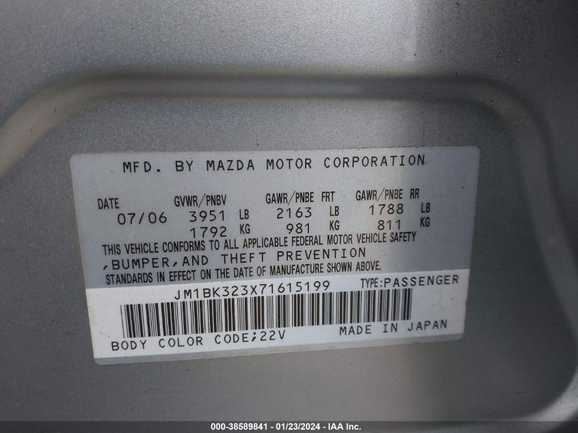 MFD. BY MAZDA MOTOR CORPORATION
DATE GVWR/PNBV GAWR/PNBE FRT GAWR/PNBE RR
07/06 3951 LB 2163 LB 1788 LB
1792 KG 981 KG 811 KG
THIS VEHICLE CONFORMS TO ALL APPLICABLE FEDERAL MOTOR VEHICLE SAFETY
,BUMPER,AND THEFT PREVENTION
STANDARDS IN EFFECT ON THE DATE OF MANUFACTURE SHOWN ABOVE.
JM1BK323X71615199 TYPE:PASSENGER
BODY COLOR CODE;22V MADE IN JAPAN
000-38589841 - 01/23/2024 - IAA Inc.